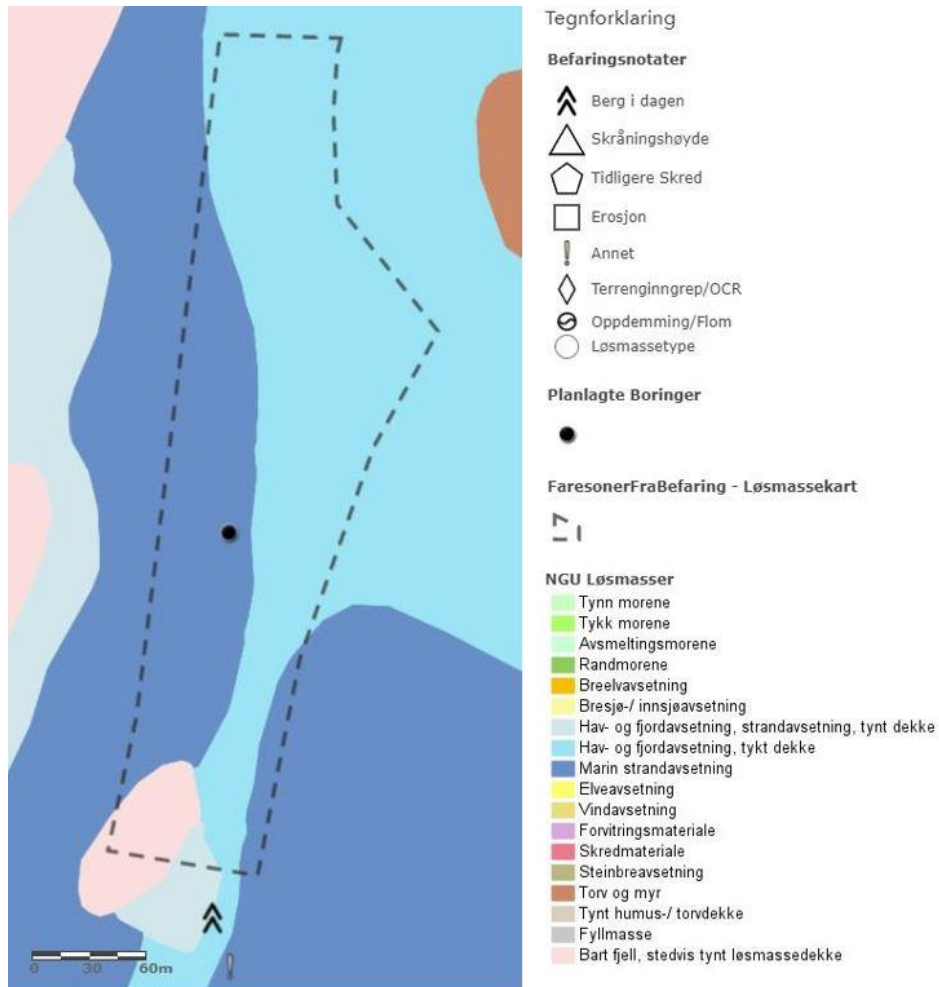 Tegnforklaring
Befaringsnotater
Berg i dagen
Skråningshøyde
Tidligere Skred
Erosjon
Annet
Terrenginngrep/OCR
Oppdemming/Flom
Løsmassetype
Planlagte Boringer
FaresonerFraBefaring - Løsmassekart
NGU Løsmasser
Tynn morene
Tykk morene
Avsmeltingsmorene
Randmorene
Breelvavsetning
Bresjø-/ innsjøavsetning
Hav- og fjordavsetning, strandavsetning, tynt dekke
Hav- og fjordavsetning, tykt dekke
Marin strandavsetning
Elveavsetning
Vindavsetning
Forvitringsmateriale
Skredmateriale
Steinbreavsetning
Torv og myr
Tynt humus-/ torvdekke
Fyllmasse
Bart fjell, stedvis tynt løsmassedekke
0 30 60m